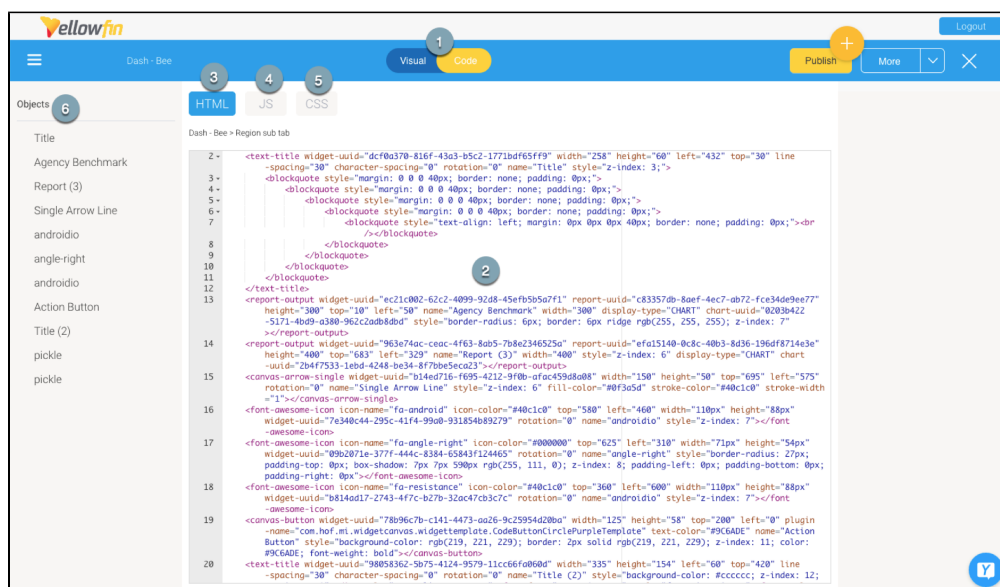 Yellowfin
Logout
Dash - Bee
Visual
Code
1
Publish
+
More
3
4
5
HTML
JS
CSS
Objects
6
Dash - Bee > Region sub tab
Title
Agency Benchmark
Report (3)
Single Arrow Line
androidio
angle-right
androidio
Action Button
Title (2)
pickle
pickle
2
2 <text-title widget-uuid="dcf0a370-816f-43a3-b5c2-1771bdf65ff9" width="258" height="60" left="432" top="30" line
-spacing="30" character-spacing="0" rotation="0" name="Title" style="z-index: 3;">
3 <blockquote style="margin: 0 0 0 40px; border: none; padding: 0px;">
4 <blockquote style="margin: 0 0 0 40px; border: none; padding: 0px;">
5 <blockquote style="margin: 0 0 0 40px; border: none; padding: 0px;">
6 <blockquote style="margin: 0 0 0 40px; border: none; padding: 0px;">
7 <blockquote style="text-align: left; margin: 0px 0px 0px 40px; border: none; padding: 0px;"><br
/></blockquote>
8 </blockquote>
9 </blockquote>
10 </blockquote>
11 </blockquote>
12 </text-title>
13 <report-output widget-uuid="ec21c002-62c2-4099-92d8-45efb5b5a7f1" report-uuid="c83357db-8aef-4ec7-ab72-fce34de9ee77"
height="300" top="10" left="50" name="Agency Benchmark" width="300" display-type="CHART" chart-uuid="0203b422
-5171-4bd9-a380-962c2adb8dbd" style="border-radius: 6px; border: 6px ridge rgb(255, 255, 255); z-index: 7"
></report-output>
14 <report-output widget-uuid="963e74ac-ceac-4f63-8ab5-7b8e2346525a" report-uuid="efa15140-0c8c-40b3-8d36-196df8714e3e"
height="400" top="683" left="329" name="Report (3)" width="400" style="z-index: 6" display-type="CHART" chart
-uuid="2b4f7533-1ebd-4248-be34-8f7bbe5eca23"></report-output>
15 <canvas-arrow-single widget-uuid="b14ed716-f695-4212-9f0b-afac459d8a08" width="150" height="50" top="695" left="575"
rotation="0" name="Single Arrow Line" style="z-index: 6" fill-color="#0f3a5d" stroke-color="#40c1c0" stroke-width
="1"></canvas-arrow-single>
16 <font-awesome-icon icon-name="fa-android" icon-color="#40c1c0" top="580" left="460" width="110px" height="88px"
widget-uuid="7e340c44-295c-41f4-99a0-931854b89279" rotation="0" name="androidio" style="z-index: 7"></font
-awesome-icon>
17 <font-awesome-icon icon-name="fa-angle-right" icon-color="#000000" top="625" left="310" width="71px" height="54px"
widget-uuid="09b2071e-377f-444c-8384-65843f124465" rotation="0" name="angle-right" style="border-radius: 27px;
padding-top: 0px; box-shadow: 7px 7px 590px rgb(255, 111, 0); z-index: 8; padding-left: 0px; padding-bottom: 0px;
padding-right: 0px"></font-awesome-icon>
18 <font-awesome-icon icon-name="fa-resistance" icon-color="#40c1c0" top="360" left="600" width="110px" height="88px"
widget-uuid="b814ad17-2743-4f7c-b27b-32ac47cb3c7c" rotation="0" name="androidio" style="z-index: 7"></font
-awesome-icon>
19 <canvas-button widget-uuid="78b96c7b-c141-4473-aa26-9c25954d20ba" width="125" height="58" top="200" left="0" plugin
-name="com.hof.mi.widgetcanvas.widgettemplate.CodeButtonCirclePurpleTemplate" text-color="#9C6ADE" name="Action
Button" style="background-color: rgb(219, 221, 229); border: 2px solid rgb(219, 221, 229); z-index: 11; color:
#9C6ADE; font-weight: bold"></canvas-button>
20 <text-title widget-uuid="9805836Z-5b75-4124-9579-11cc66fa060d" width="335" height="154" left="60" top="420" line
-spacing="30" character-spacing="0" rotation="0" name="Title (2)" style="background-color: #cccccc; z-index: 12;